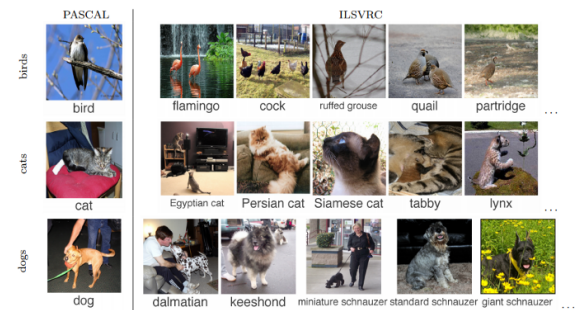 PASCAL
ILSVRC
birds
bird
flamingo
cock
ruffed grouse
quail
partridge
...
cats
cat
Egyptian cat
Persian cat
Siamese cat
tabby
lynx
...
dogs
dog
dalmatian
keeshond
miniature schnauzer
standard schnauzer
giant schnauzer
...